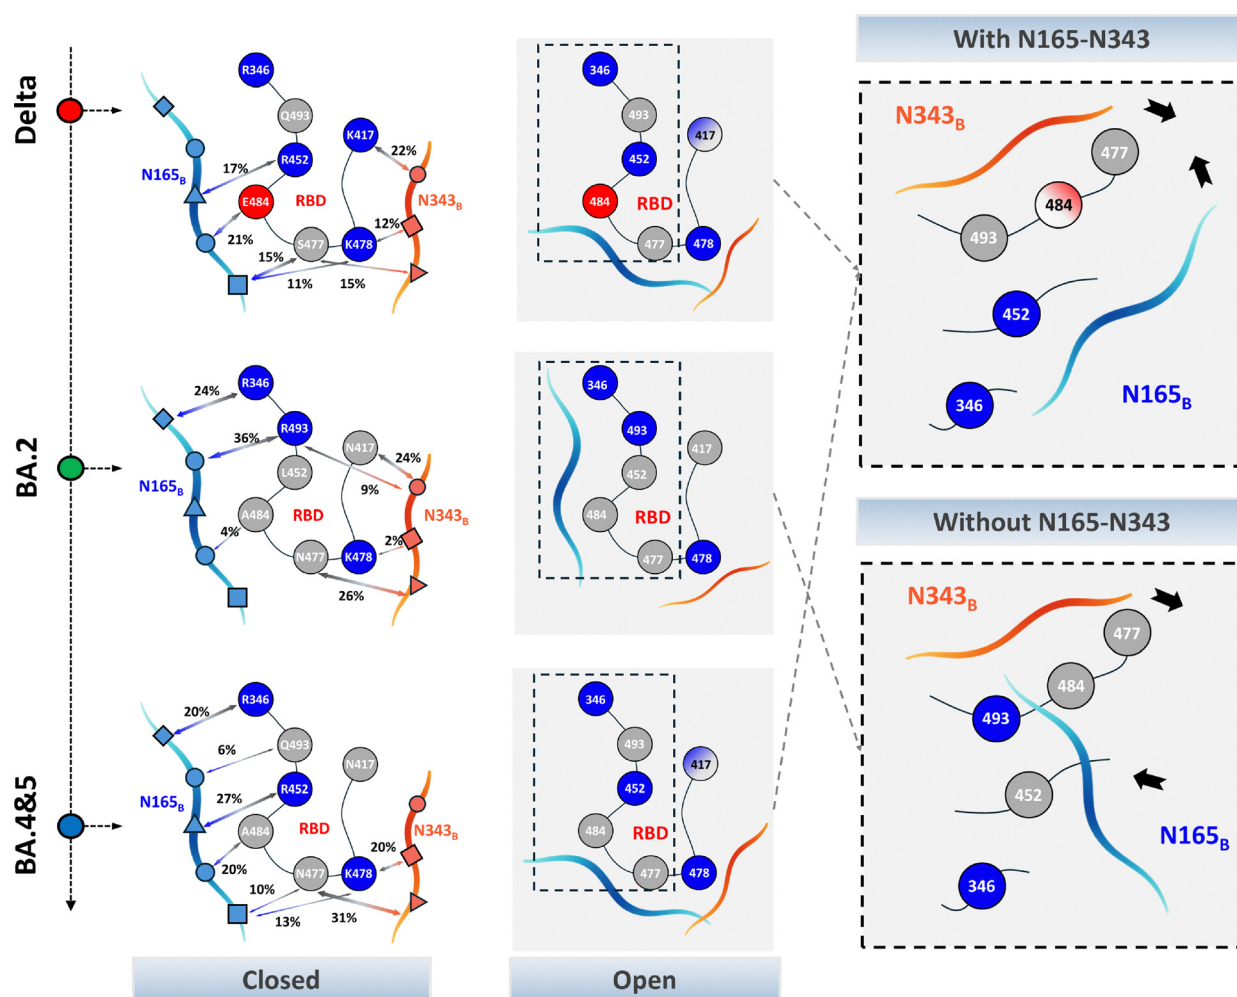 With N165-N343
Delta
R346
Q493
K417
R452
17%
22%
N165B
E484
RBD
N343B
21%
12%
S477
K478
15%
11%
15%
346
493
417
452
484
RBD
477
478
N343B
477
484
493
452
N165B
346
BA.2
R346
24%
R493
36%
N417
24%
L452
9%
N165B
A484
RBD
N343B
4%
2%
N477
K478
26%
346
493
417
452
484
RBD
477
478
Without N165-N343
N343B
477
484
493
452
N165B
346
BA.4&5
R346
20%
Q493
6%
N417
R452
27%
N165B
A484
RBD
N343B
20%
20%
N477
K478
10%
13%
31%
346
493
417
452
484
RBD
477
478
Closed
Open